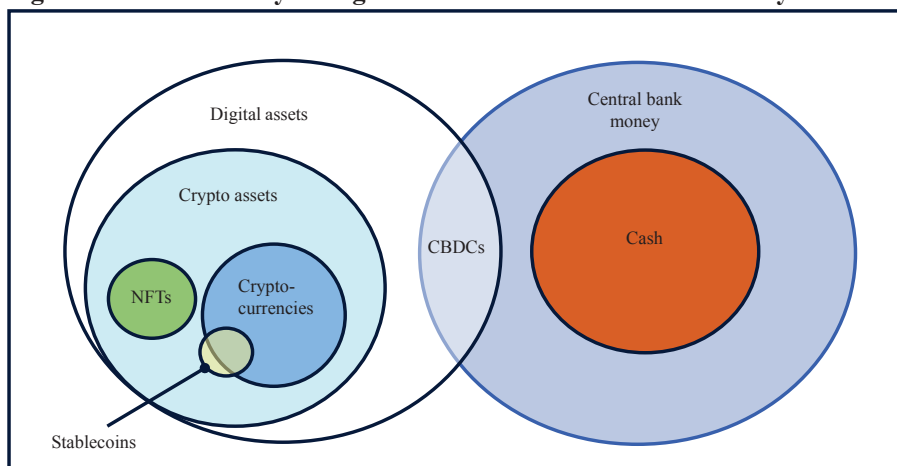 Digital assets
Central bank
money
Crypto assets
Cash
CBDCs
NFTs
Crypto-
currencies
Stablecoins